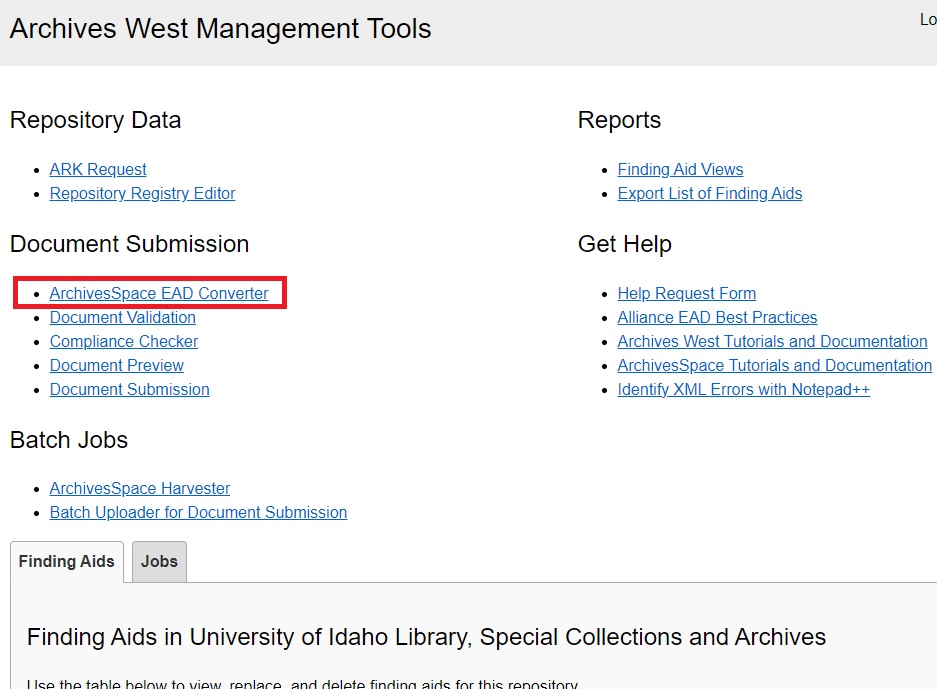 Archives West Management Tools
Lo
Repository Data
ARK Request
Repository Registry Editor
Document Submission
ArchivesSpace EAD Converter
Document Validation
Compliance Checker
Document Preview
Document Submission
Batch Jobs
ArchivesSpace Harvester
Batch Uploader for Document Submission
Reports
Finding Aid Views
Export List of Finding Aids
Get Help
Help Request Form
Alliance EAD Best Practices
Archives West Tutorials and Documentation
ArchivesSpace Tutorials and Documentation
Identify XML Errors with Notepad++
Finding Aids
Jobs
Finding Aids in University of Idaho Library, Special Collections and Archives
Use the table below to view, replace, and delete finding aids for this repository.